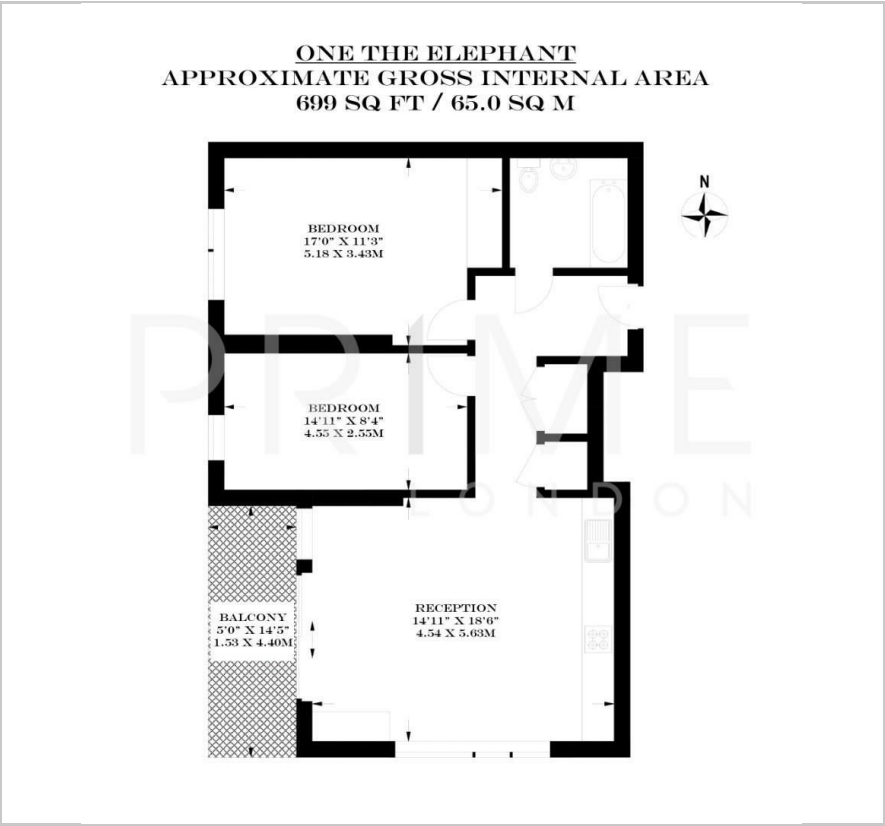 ONE THE ELEPHANT
APPROXIMATE GROSS INTERNAL AREA
699 SQ FT / 65.0 SQ M
N
BEDROOM
17'0" X 11'3"
5.18 X 3.43M
PRIME
LONDON
BEDROOM
14'11" X 8'4"
4.55 X 2.55M
RECEPTION
14'11" X 18'6"
4.54 X 5.63M
BALCONY
5'0" X 14'5"
1.53 X 4.40M